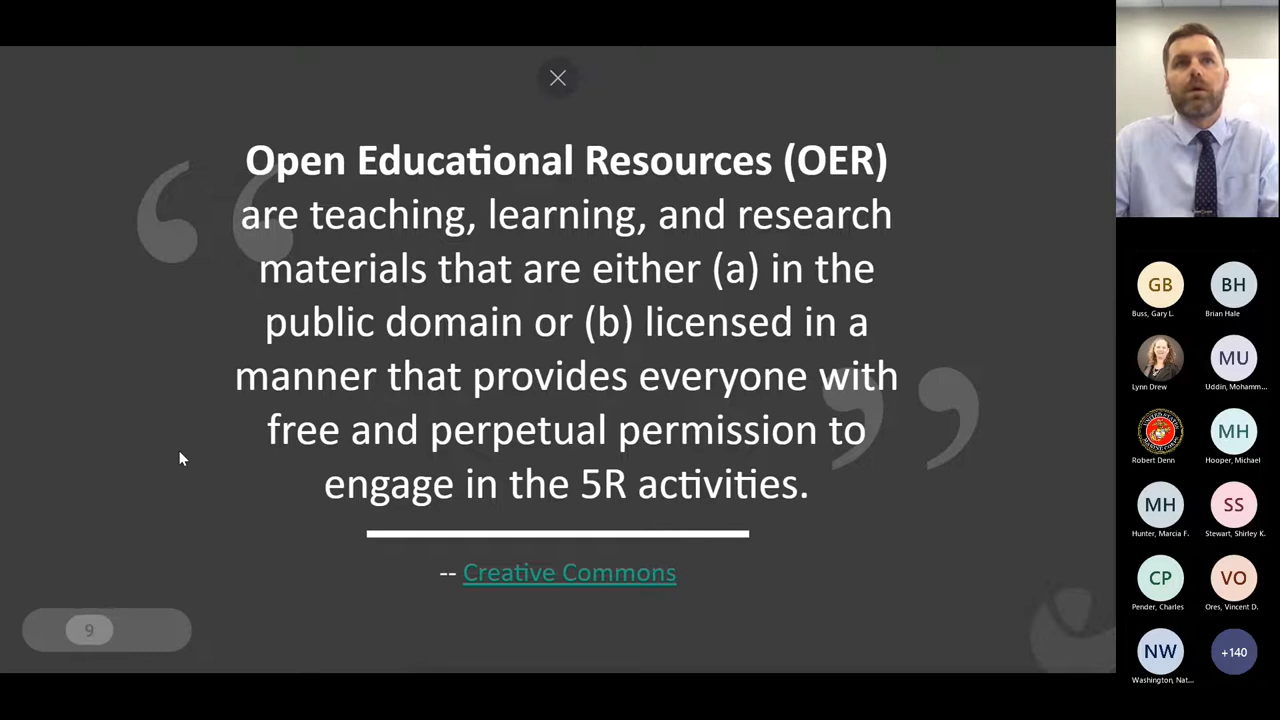 Open Educational Resources (OER)
are teaching, learning, and research
materials that are either (a) in the
public domain or (b) licensed in a
manner that provides everyone with
free and perpetual permission to
engage in the 5R activities.
-- Creative Commons
9
GB
Buss, Gary L.
BH
Brian Hale
Lynn Drew
MU
Uddin, Mohamm...
Robert Denn
MH
Hooper, Michael
MH
Hunter, Marcia F.
SS
Stewart, Shirley K.
CP
Pender, Charles
VO
Ores, Vincent D.
NW
Washington, Nat...
+140